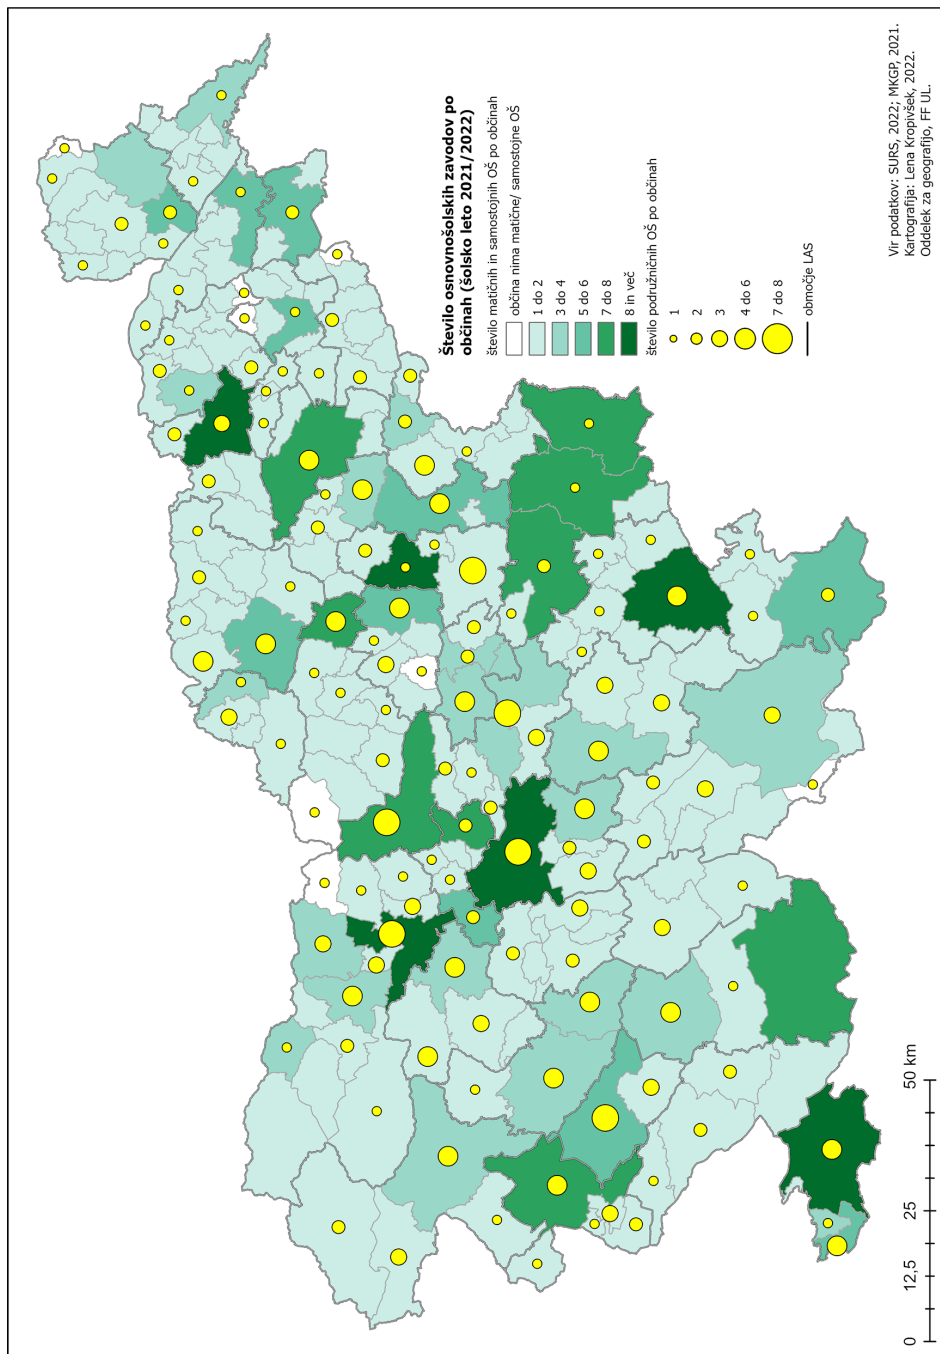 Število osnovnošolskih zavodov po
občinah (šolsko leto 2021/2022)
število matičnih in samostojnih OŠ po občinah
občina nima matične/ samostojne OŠ
1 do 2
3 do 4
5 do 6
7 do 8
8 in več
število podružničnih OŠ po občinah
1
2
3
4 do 6
7 do 8
območje LAS
Vir podatkov: SURS, 2022; MKGP, 2021.
Kartografija: Lena Kropivšek, 2022.
Oddelek za geografijo, FF UL.
0 12,5 25 50 km